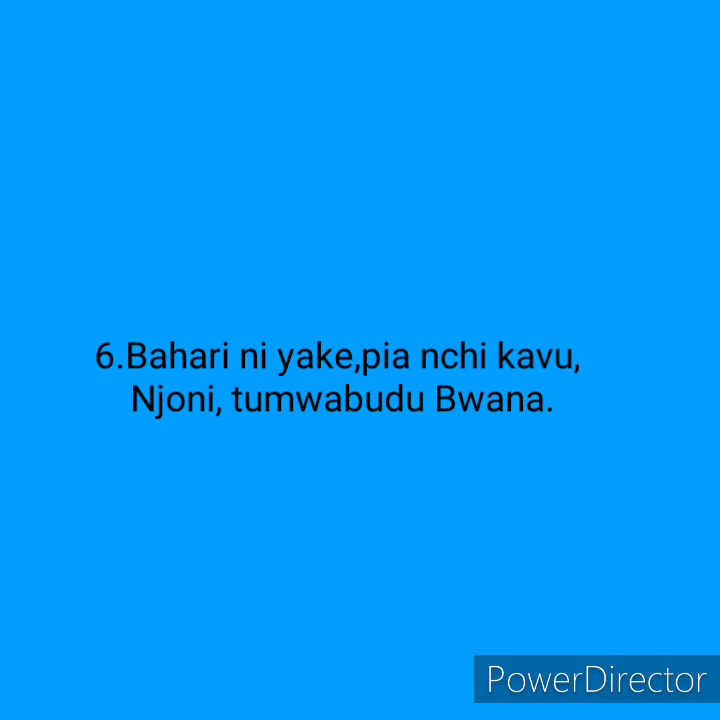 6.Bahari ni yake,pia nchi kavu,
Njoni, tumwabudu Bwana.
PowerDirector